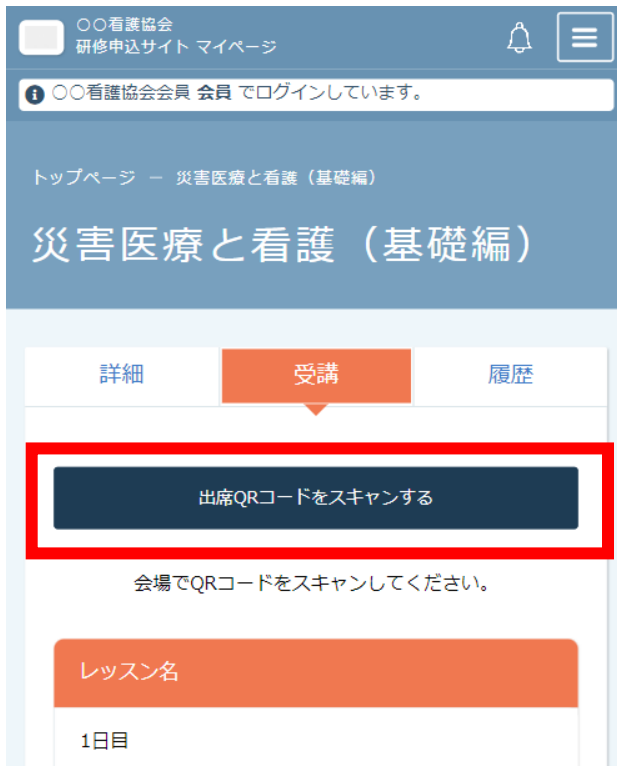 〇〇看護協会
研修申込サイト マイページ
〇〇看護協会会員 会員 でログインしています。
トップページ － 災害医療と看護（基礎編）
災害医療と看護（基礎編）
詳細 受講 履歴
出席QRコードをスキャンする
会場でQRコードをスキャンしてください。
レッスン名
1日目